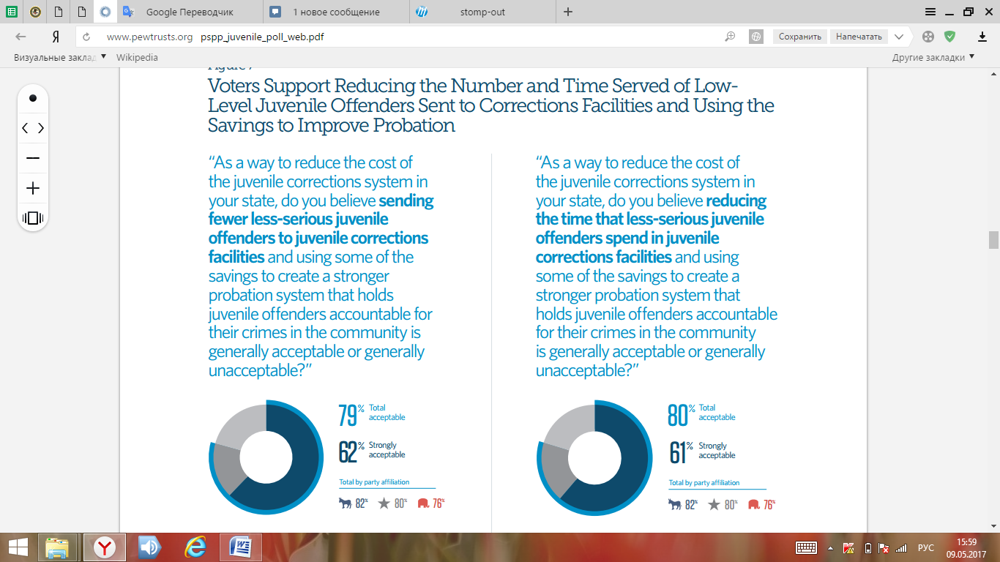 Google Переводчик
1 новое сообщение
stomp-out
Я
www.pewtrusts.org pspp_juvenile_poll_web.pdf
Сохранить
Напечатать
Визуальные заклад
Wikipedia
Другие закладки
Voters Support Reducing the Number and Time Served of Low-
Level Juvenile Offenders Sent to Corrections Facilities and Using the
Savings to Improve Probation
“As a way to reduce the cost of
the juvenile corrections system in
your state, do you believe sending
fewer less-serious juvenile
offenders to juvenile corrections
facilities and using some of the
savings to create a stronger
probation system that holds
juvenile offenders accountable for
their crimes in the community is
generally acceptable or generally
unacceptable?”
79% Total
acceptable
62% Strongly
acceptable
Total by party affiliation
82% 80% 76%
“As a way to reduce the cost of
the juvenile corrections system in
your state, do you believe reducing
the time that less-serious juvenile
offenders spend in juvenile
corrections facilities and using
some of the savings to create a
stronger probation system that
holds juvenile offenders accountable
for their crimes in the community
is generally acceptable or generally
unacceptable?”
80% Total
acceptable
61% Strongly
acceptable
Total by party affiliation
82% 80% 76%
РУС
15:59
09.05.2017